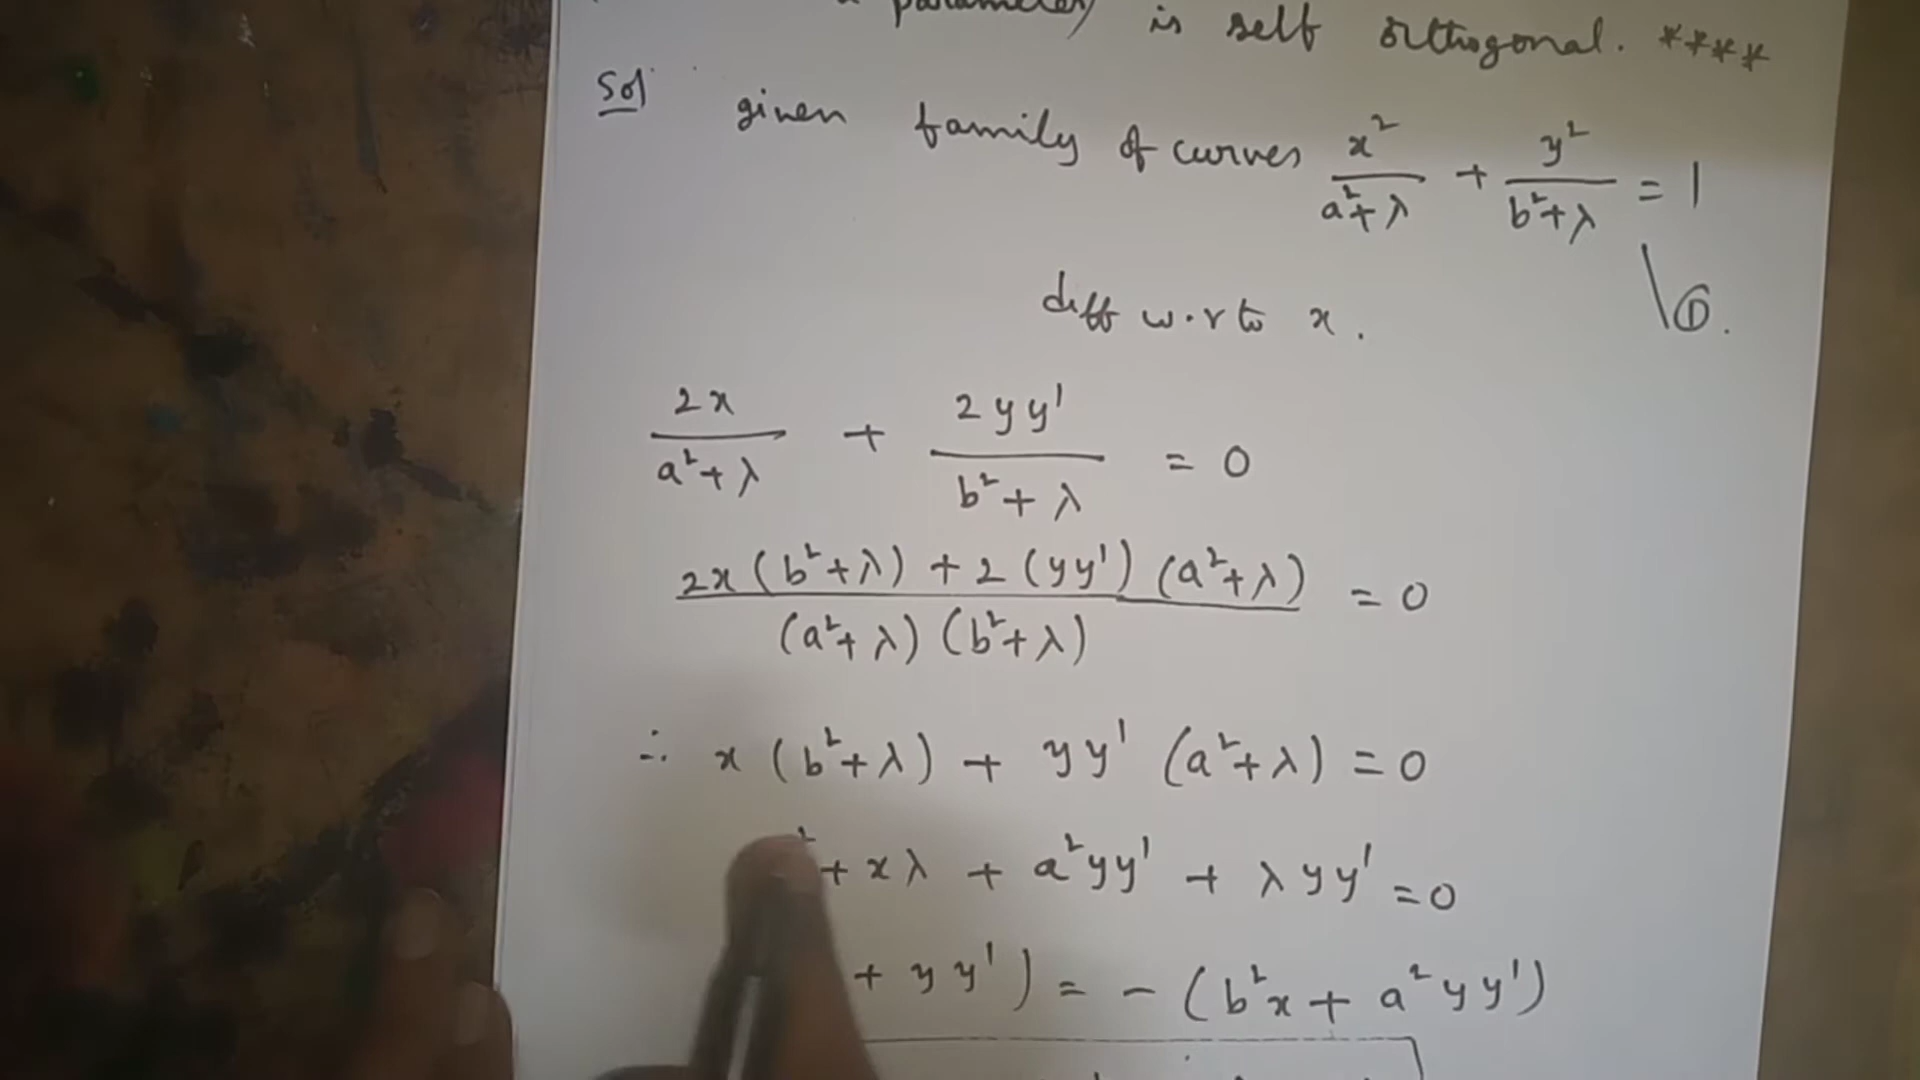 parameter) is self orthogonal. ****
Sol given family of curves x²/(a²+λ) + y²/(b²+λ) = 1
①.
diff w.r to x.
2x/(a²+λ) + 2yy'/(b²+λ) = 0
(2x(b²+λ) + 2(yy')(a²+λ))/((a²+λ)(b²+λ)) = 0
∴ x(b²+λ) + yy'(a²+λ) = 0
+ xλ + a²yy' + λyy' = 0
+ yy') = -(b²x + a²yy')